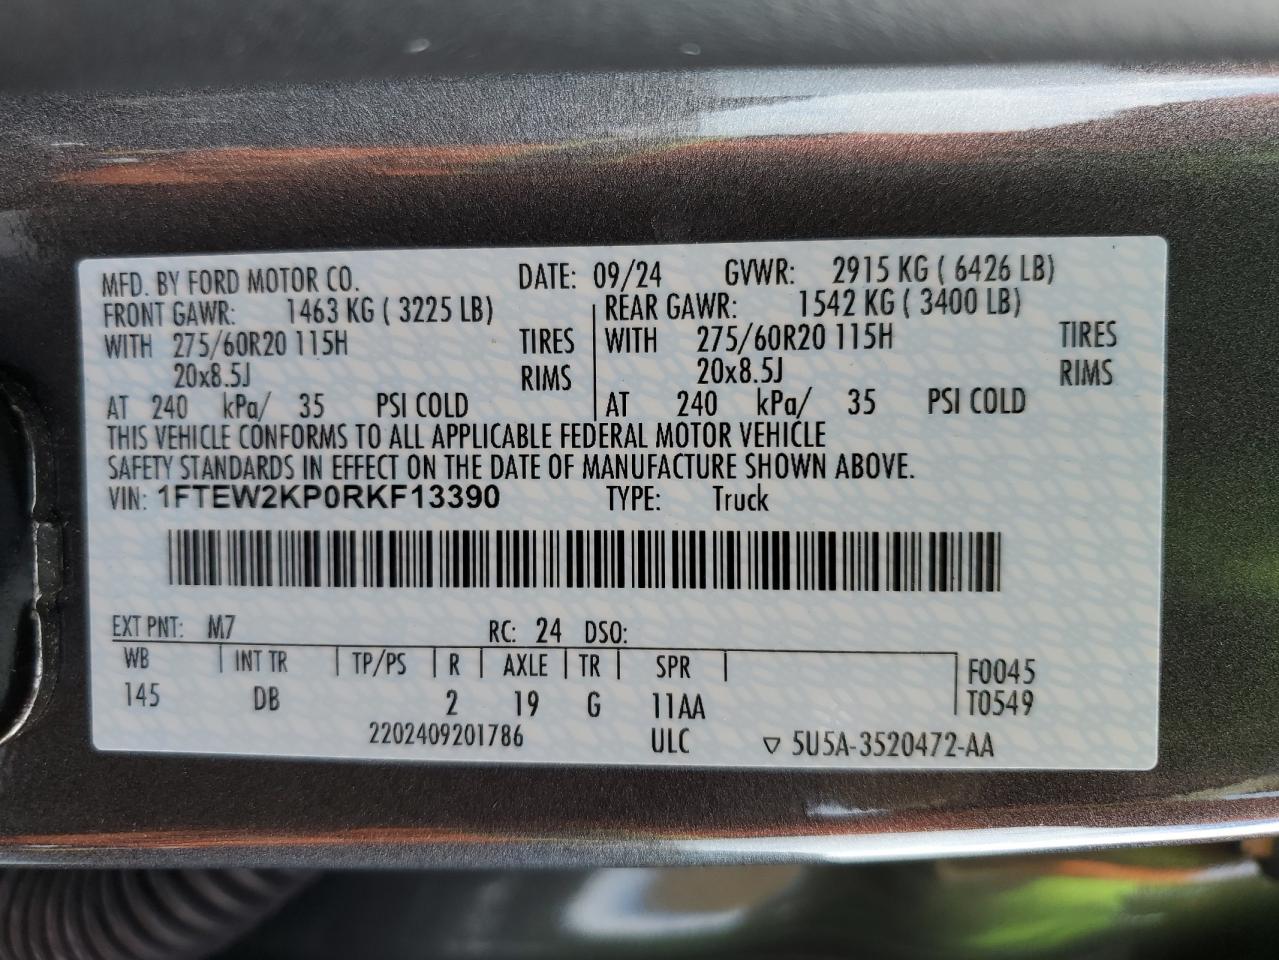 MFD. BY FORD MOTOR CO. DATE: 09/24 GVWR: 2915 KG ( 6426 LB)
FRONT GAWR: 1463 KG ( 3225 LB) REAR GAWR: 1542 KG ( 3400 LB)
WITH 275/60R20 115H TIRES WITH 275/60R20 115H TIRES
20x8.5J RIMS 20x8.5J RIMS
AT 240 kPa/ 35 PSI COLD AT 240 kPa/ 35 PSI COLD
THIS VEHICLE CONFORMS TO ALL APPLICABLE FEDERAL MOTOR VEHICLE
SAFETY STANDARDS IN EFFECT ON THE DATE OF MANUFACTURE SHOWN ABOVE.
VIN: 1FTEW2KP0RKF13390 TYPE: Truck
EXT PNT: M7 RC: 24 DSO:
WB INT TR TP/PS R AXLE TR SPR F0045
145 DB 2 19 G 11AA T0549
2202409201786 ULC ▽ 5U5A-3520472-AA